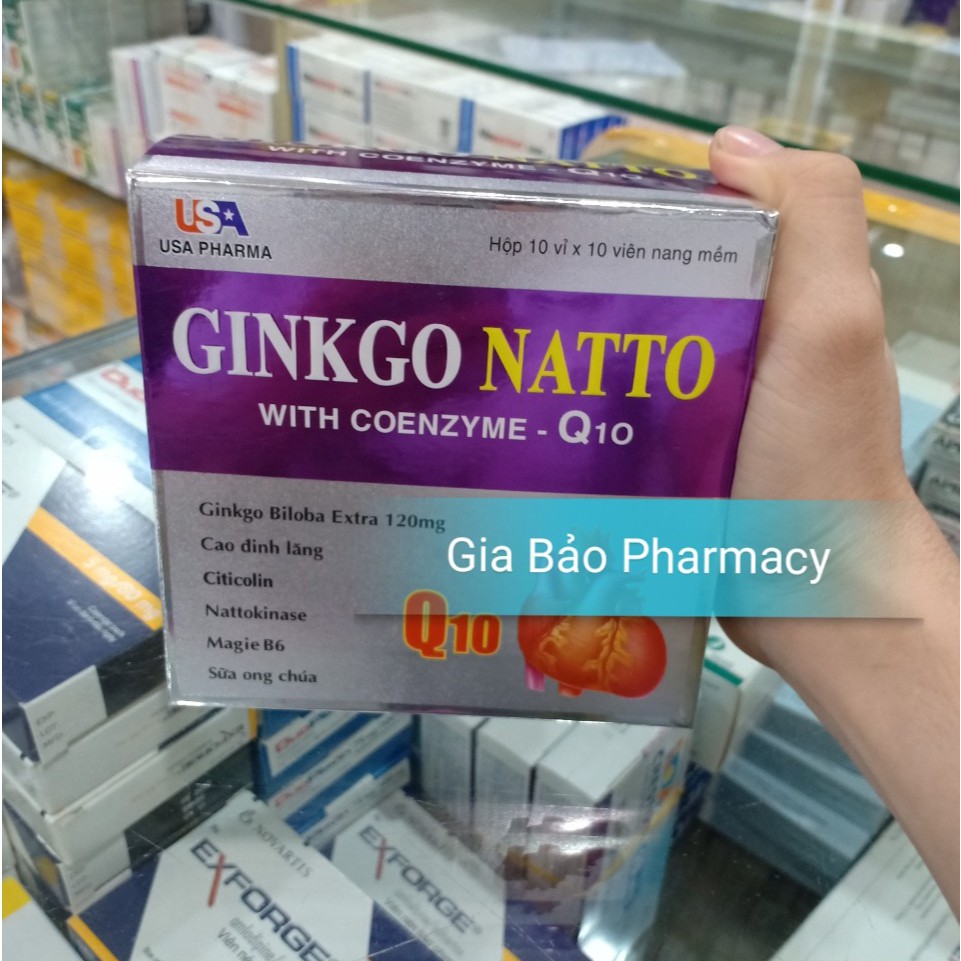 WITH COENZYME - Q10
NATTO
USA
USA PHARMA
Hộp 10 vỉ x 10 viên nang mềm
GINKGO NATTO
WITH COENZYME - Q10
Ginkgo Biloba Extra 120mg
Cao đinh lăng
Citicolin
Nattokinase
Magie B6
Sữa ong chúa
Q10
Gia Bảo Pharmacy
NOVARTIS
EXFORGE
EXFORGE